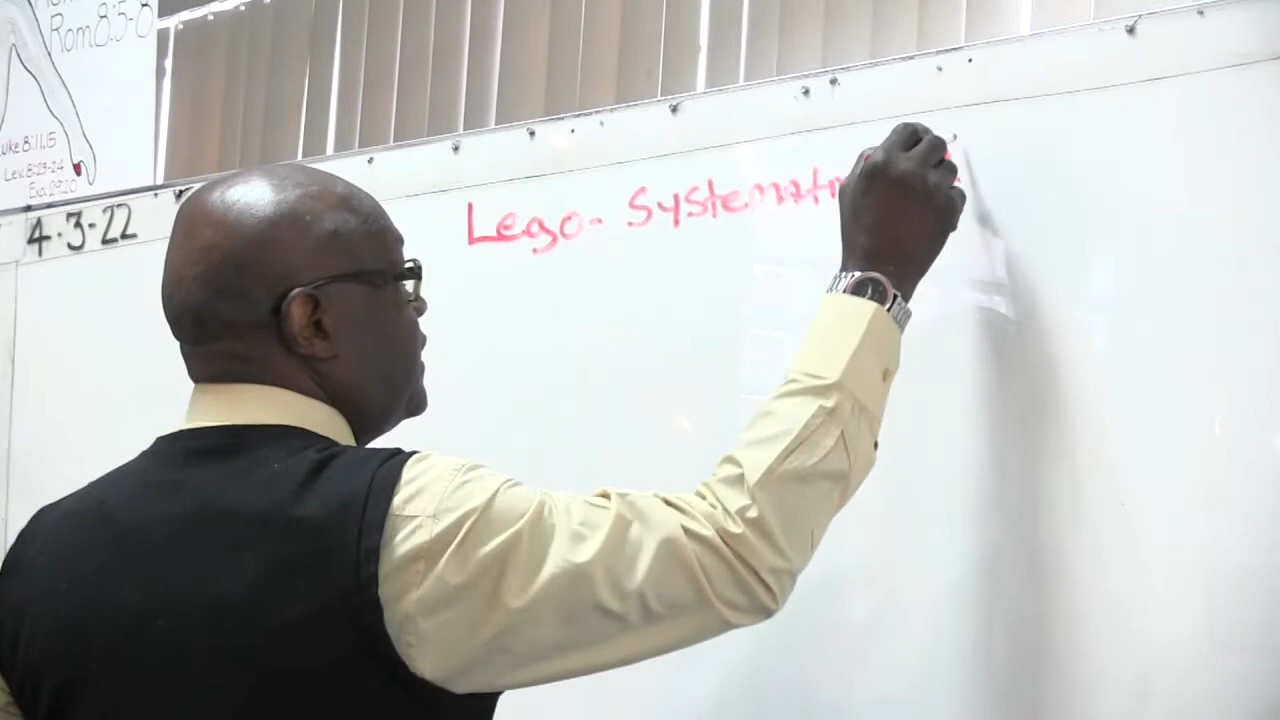 Rom 8:5-8
Luke 8:11,15
Lev. 8:23-24
Exo. 29:20
4-3-22
Lego- Systemat